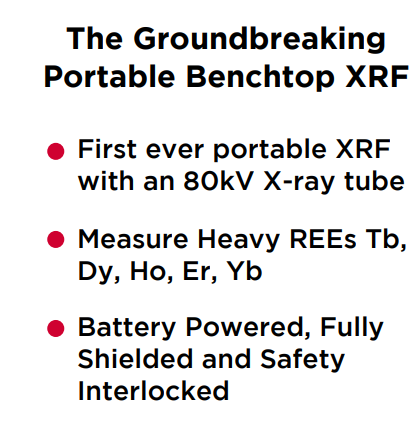 The Groundbreaking
Portable Benchtop XRF
First ever portable XRF
with an 80kV X-ray tube
Measure Heavy REEs Tb,
Dy, Ho, Er, Yb
Battery Powered, Fully
Shielded and Safety
Interlocked